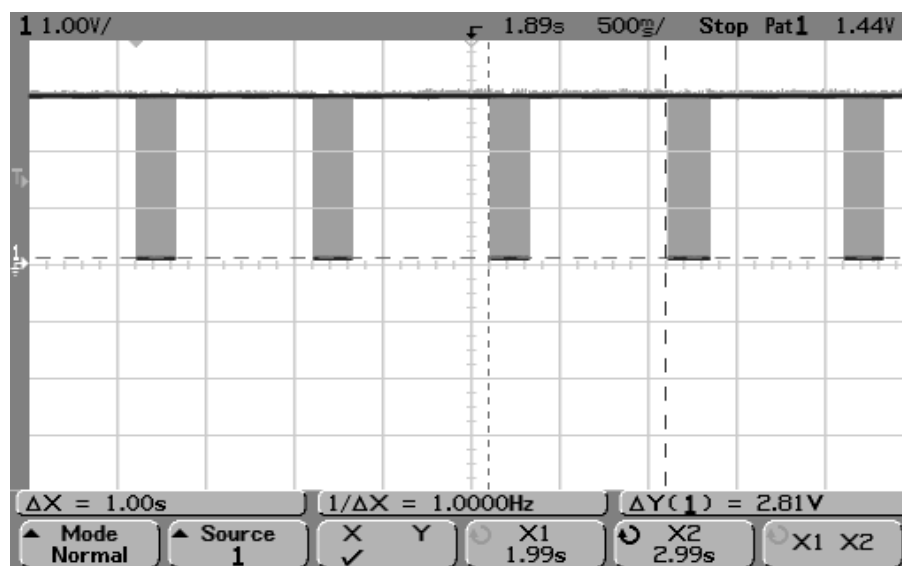 1 1.00V/ 1.89s 500ms/ Stop Pat1 1.44V
T
1
ΔX = 1.00s 1/ΔX = 1.0000Hz ΔY(1) = 2.81V
Mode Source X Y X1 X2 X1 X2
Normal 1 ✓ 1.99s 2.99s